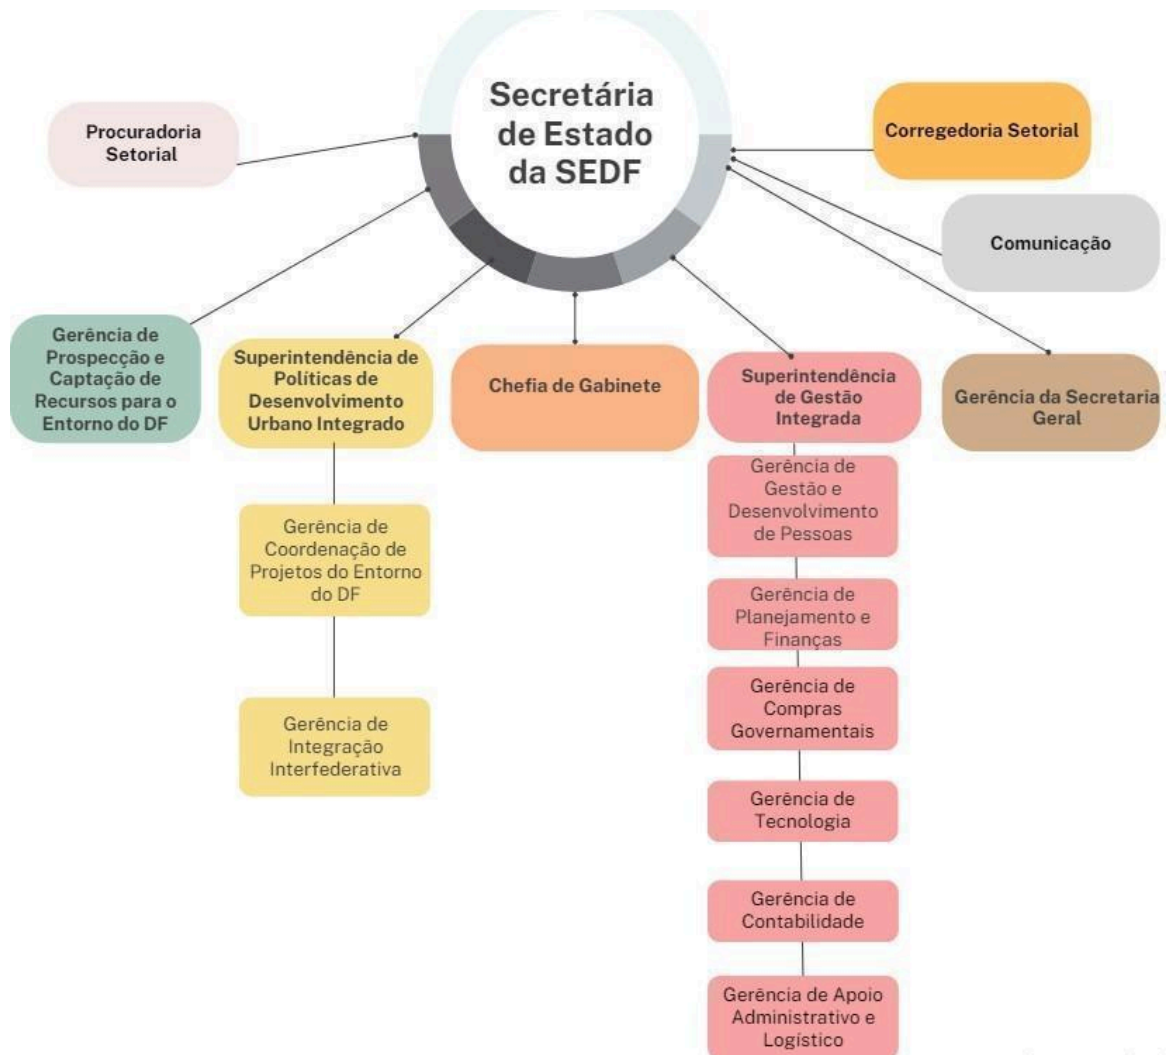 Secretária
de Estado
da SEDF
Procuradoria
Setorial
Corregedoria Setorial
Comunicação
Gerência de
Prospecção e
Captação de
Recursos para o
Entorno do DF
Superintendência de
Políticas de
Desenvolvimento
Urbano Integrado
Chefia de Gabinete
Superintendência
de Gestão
Integrada
Gerência da Secretaria
Geral
Gerência de
Coordenação de
Projetos do Entorno
do DF
Gerência de
Integração
Interfederativa
Gerência de
Gestão e
Desenvolvimento
de Pessoas
Gerência de
Planejamento e
Finanças
Gerência de
Compras
Governamentais
Gerência de
Tecnologia
Gerência de
Contabilidade
Gerência de Apoio
Administrativo e
Logístico